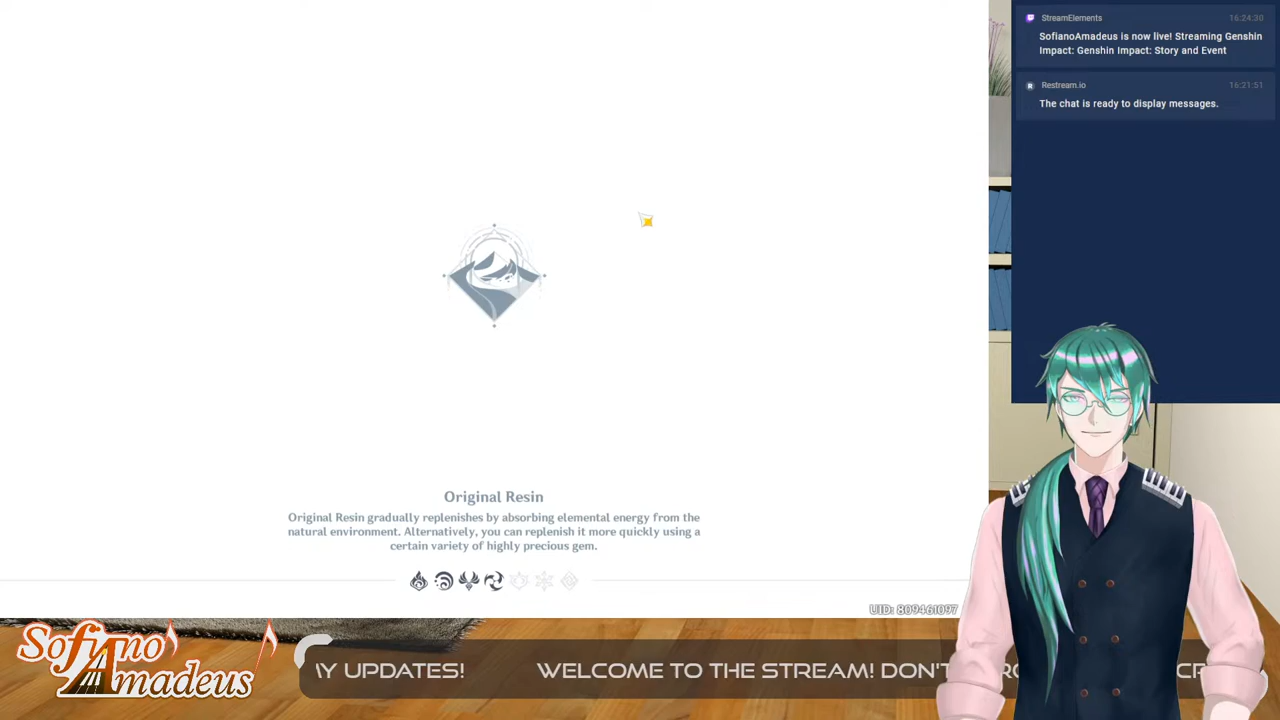 StreamElements 16:24:30
SofianoAmadeus is now live! Streaming Genshin
Impact: Genshin Impact: Story and Event
Restream.io 16:21:51
The chat is ready to display messages.
Original Resin
Original Resin gradually replenishes by absorbing elemental energy from the
natural environment. Alternatively, you can replenish it more quickly using a
certain variety of highly precious gem.
UID: 809461097
Sofiano
Amadeus
Y UPDATES! WELCOME TO THE STREAM! DON'T